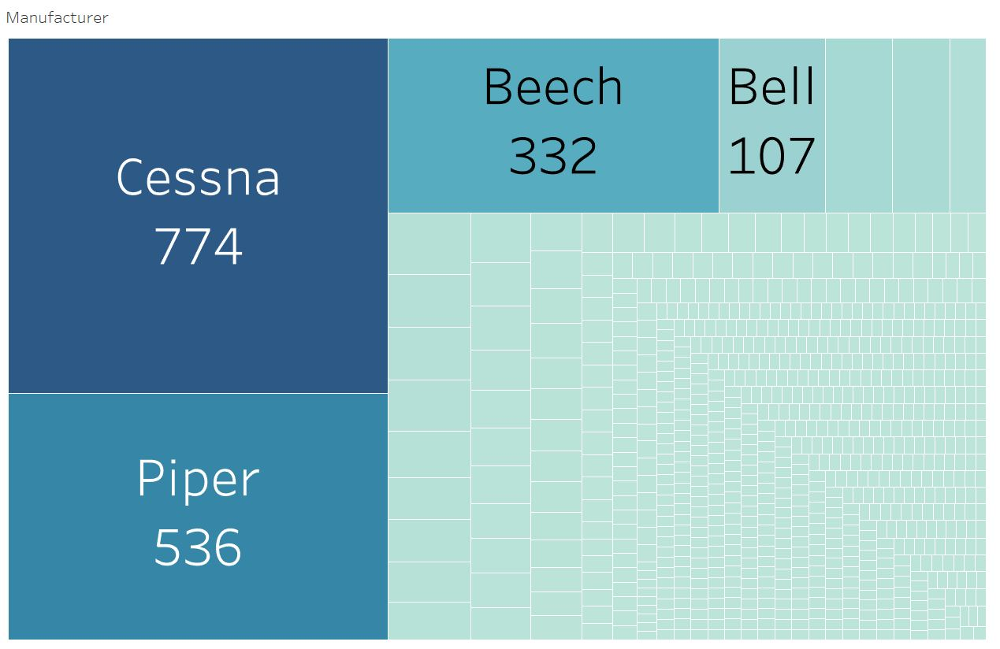 Manufacturer
Cessna
774
Beech
332
Bell
107
Piper
536